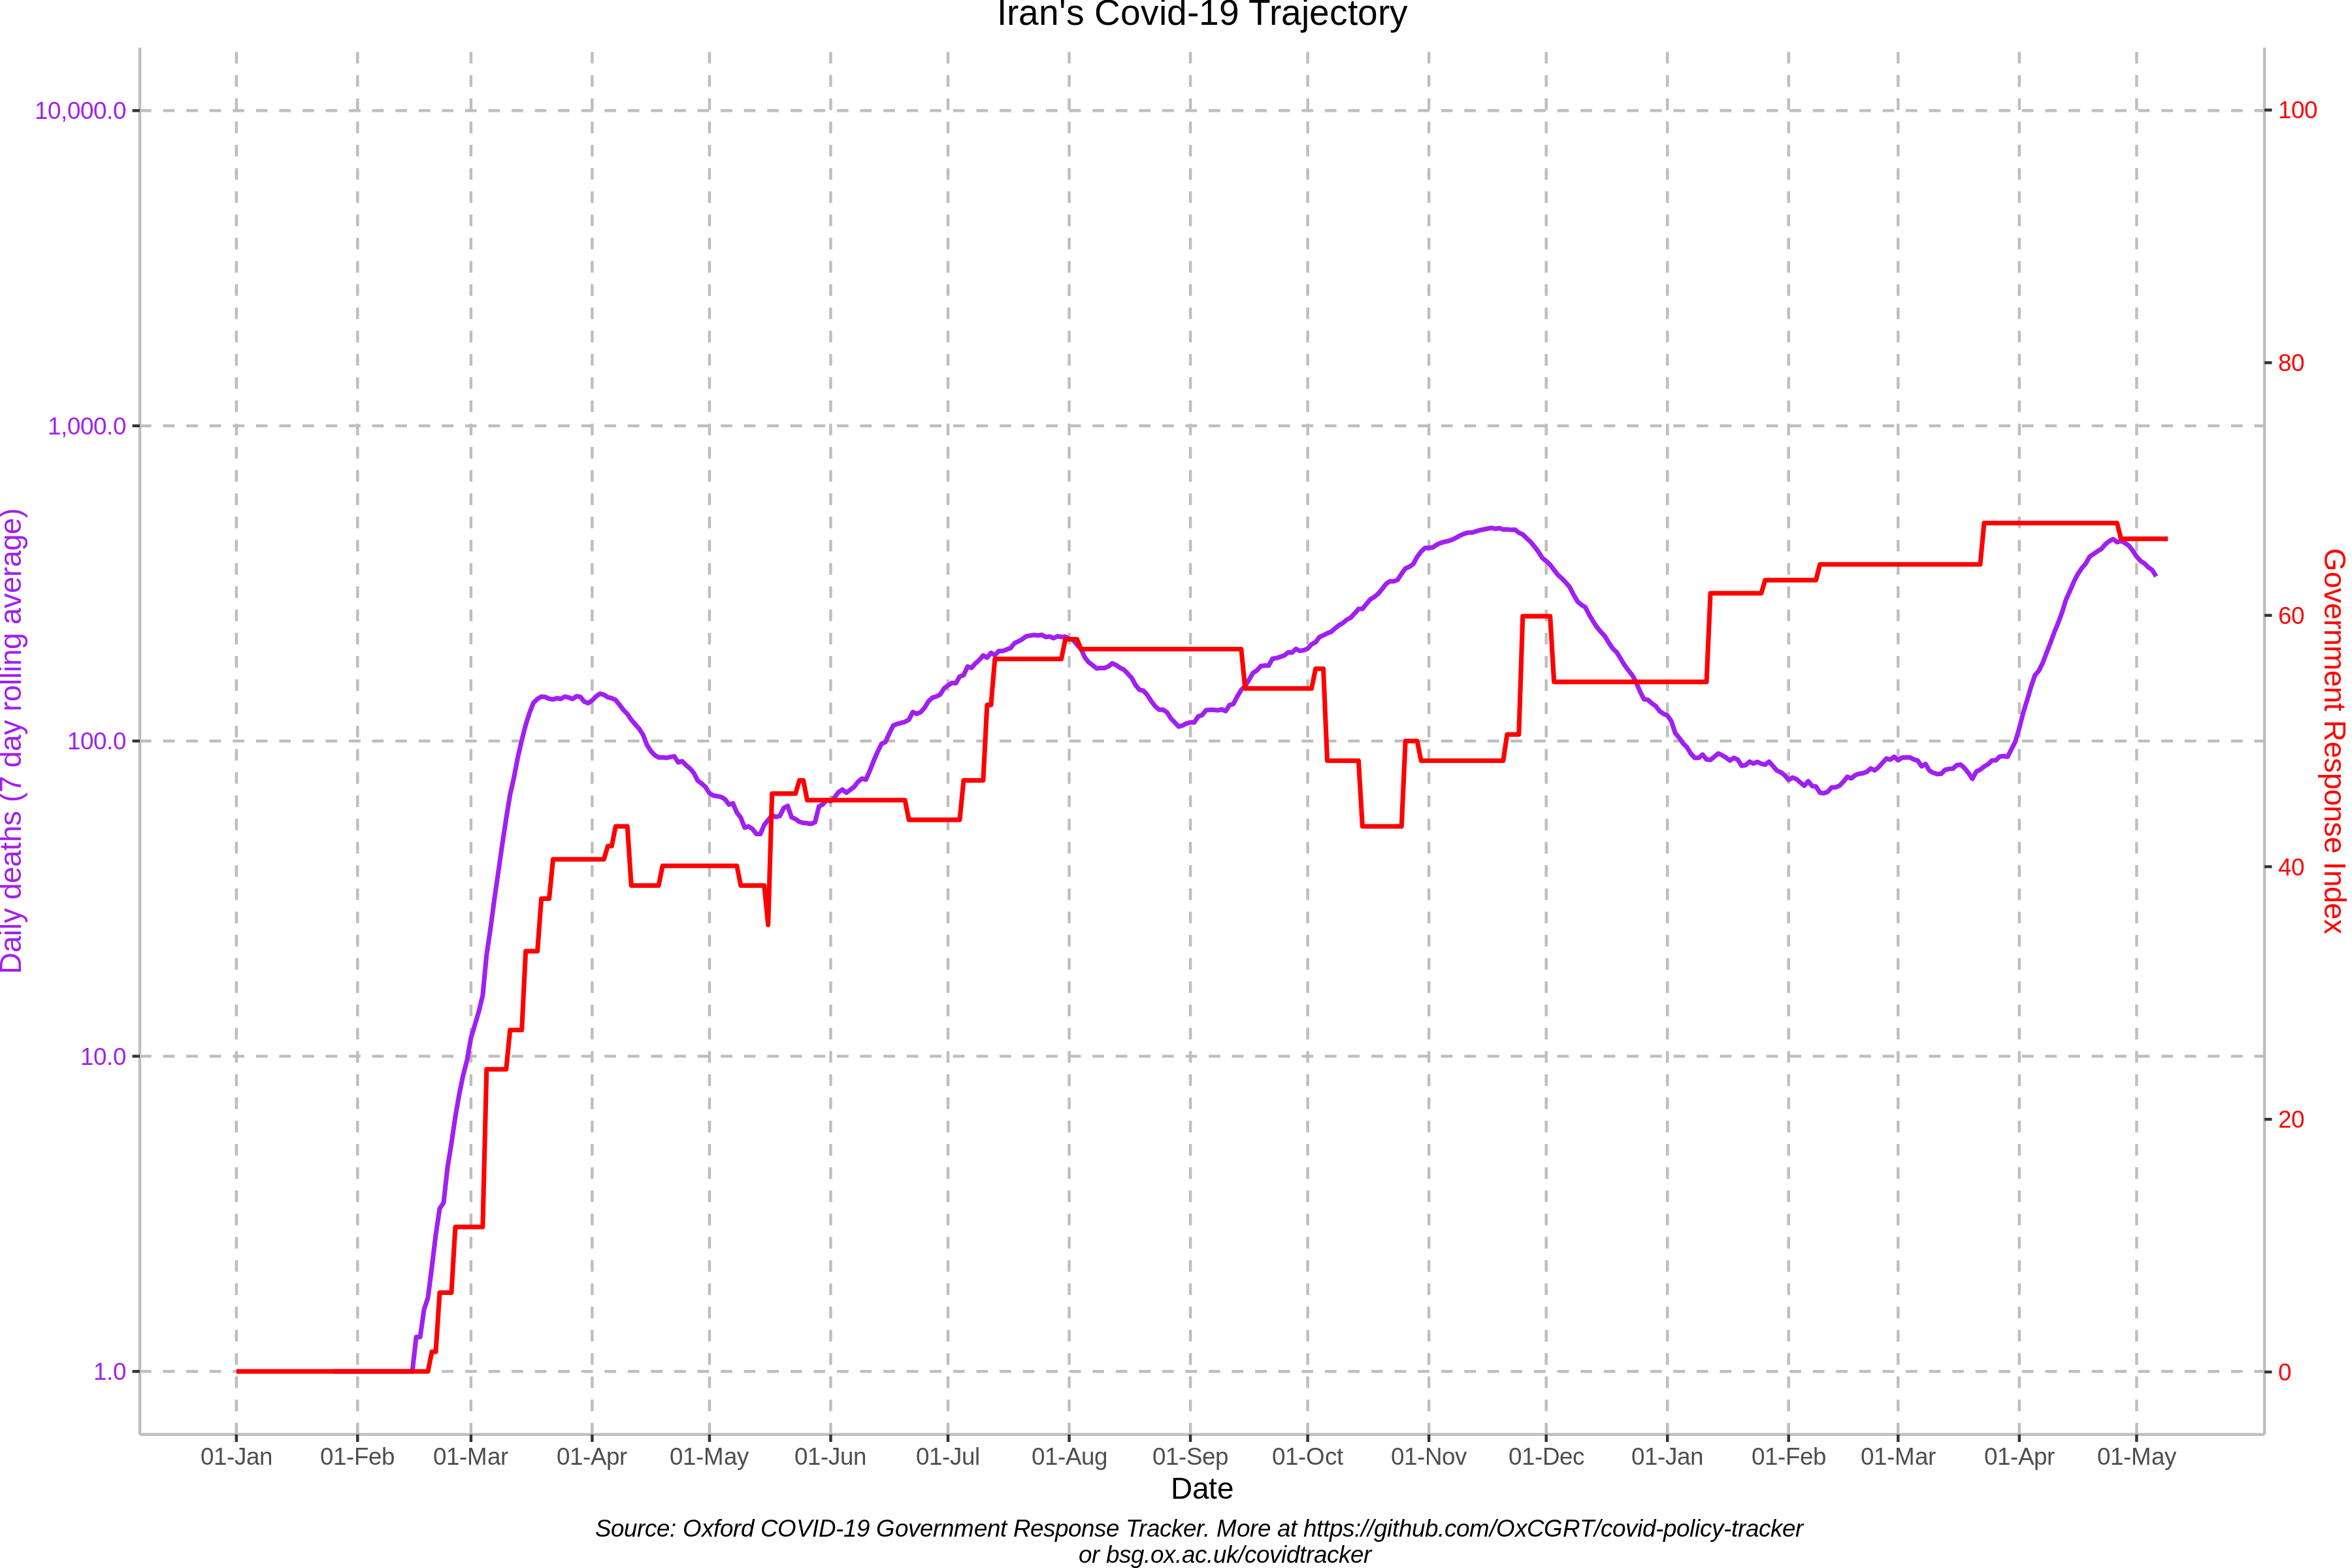 Iran's Covid-19 Trajectory
10,000.0
1,000.0
100.0
10.0
1.0
Daily deaths (7 day rolling average)
100
80
60
40
20
0
Government Response Index
01-Jan 01-Feb 01-Mar 01-Apr 01-May 01-Jun 01-Jul 01-Aug 01-Sep 01-Oct 01-Nov 01-Dec 01-Jan 01-Feb 01-Mar 01-Apr 01-May
Date
Source: Oxford COVID-19 Government Response Tracker. More at https://github.com/OxCGRT/covid-policy-tracker
or bsg.ox.ac.uk/covidtracker